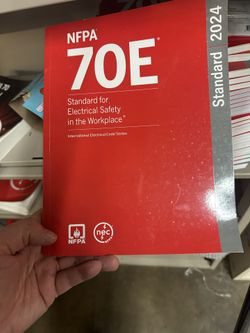 NFPA
70E®
Standard for
Electrical Safety
in the Workplace®
International Electrical Code Series
Standard 2024
NFPA
nec